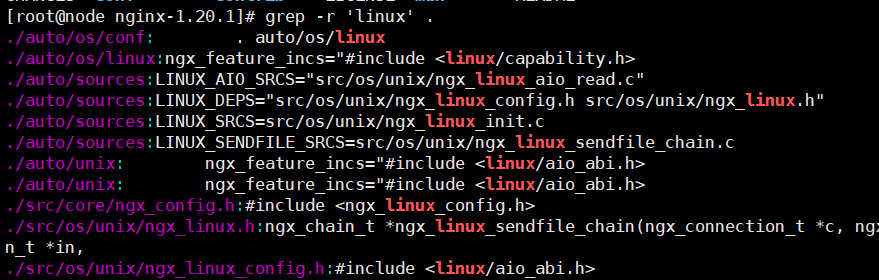 [root@node nginx-1.20.1]# grep -r 'linux' .
./auto/os/conf:        . auto/os/linux
./auto/os/linux:ngx_feature_incs="#include <linux/capability.h>
./auto/sources:LINUX_AIO_SRCS="src/os/unix/ngx_linux_aio_read.c"
./auto/sources:LINUX_DEPS="src/os/unix/ngx_linux_config.h src/os/unix/ngx_linux.h"
./auto/sources:LINUX_SRCS=src/os/unix/ngx_linux_init.c
./auto/sources:LINUX_SENDFILE_SRCS=src/os/unix/ngx_linux_sendfile_chain.c
./auto/unix:        ngx_feature_incs="#include <linux/aio_abi.h>
./auto/unix:        ngx_feature_incs="#include <linux/aio_abi.h>
./src/core/ngx_config.h:#include <ngx_linux_config.h>
./src/os/unix/ngx_linux.h:ngx_chain_t *ngx_linux_sendfile_chain(ngx_connection_t *c, ngx
n_t *in,
./src/os/unix/ngx_linux_config.h:#include <linux/aio_abi.h>